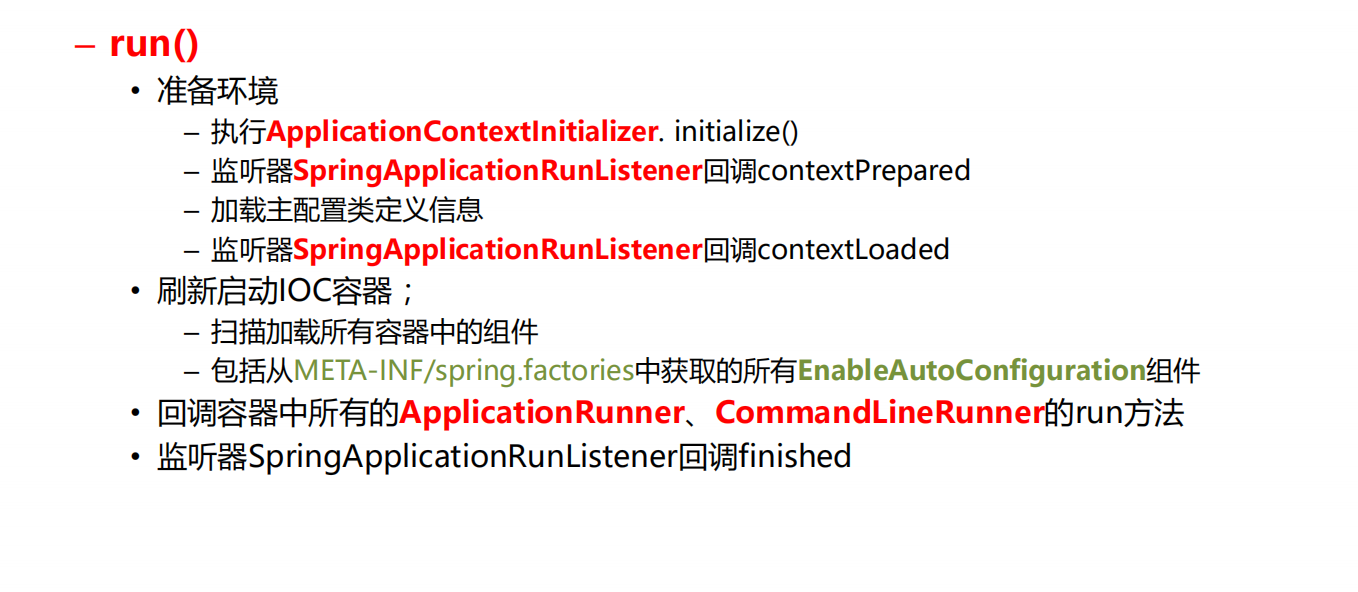 – run()
• 准备环境
– 执行ApplicationContextInitializer. initialize()
– 监听器SpringApplicationRunListener回调contextPrepared
– 加载主配置类定义信息
– 监听器SpringApplicationRunListener回调contextLoaded
• 刷新启动IOC容器；
– 扫描加载所有容器中的组件
– 包括从META-INF/spring.factories中获取的所有EnableAutoConfiguration组件
• 回调容器中所有的ApplicationRunner、CommandLineRunner的run方法
• 监听器SpringApplicationRunListener回调finished